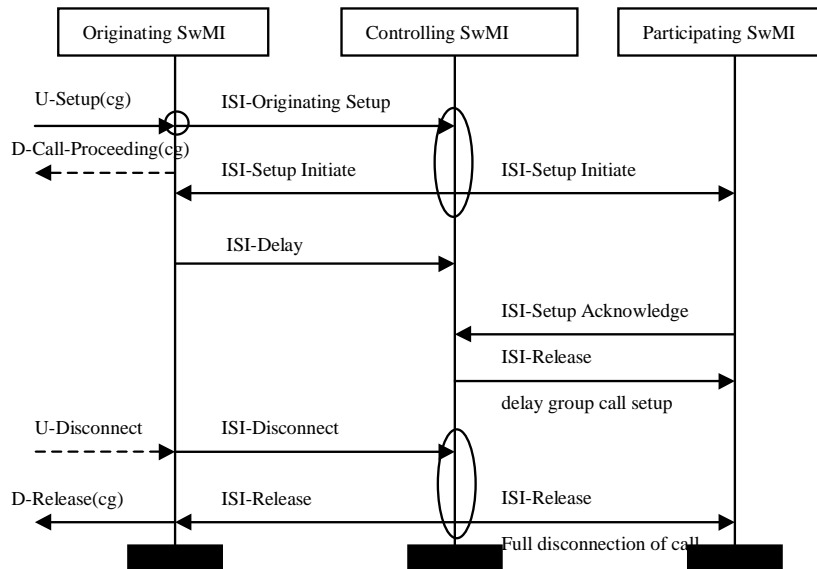 Originating SwMI
Controlling SwMI
Participating SwMI
U-Setup(cg)
ISI-Originating Setup
D-Call-Proceeding(cg)
ISI-Setup Initiate
ISI-Setup Initiate
ISI-Delay
ISI-Setup Acknowledge
ISI-Release
delay group call setup
U-Disconnect
ISI-Disconnect
D-Release(cg)
ISI-Release
ISI-Release
Full disconnection of call